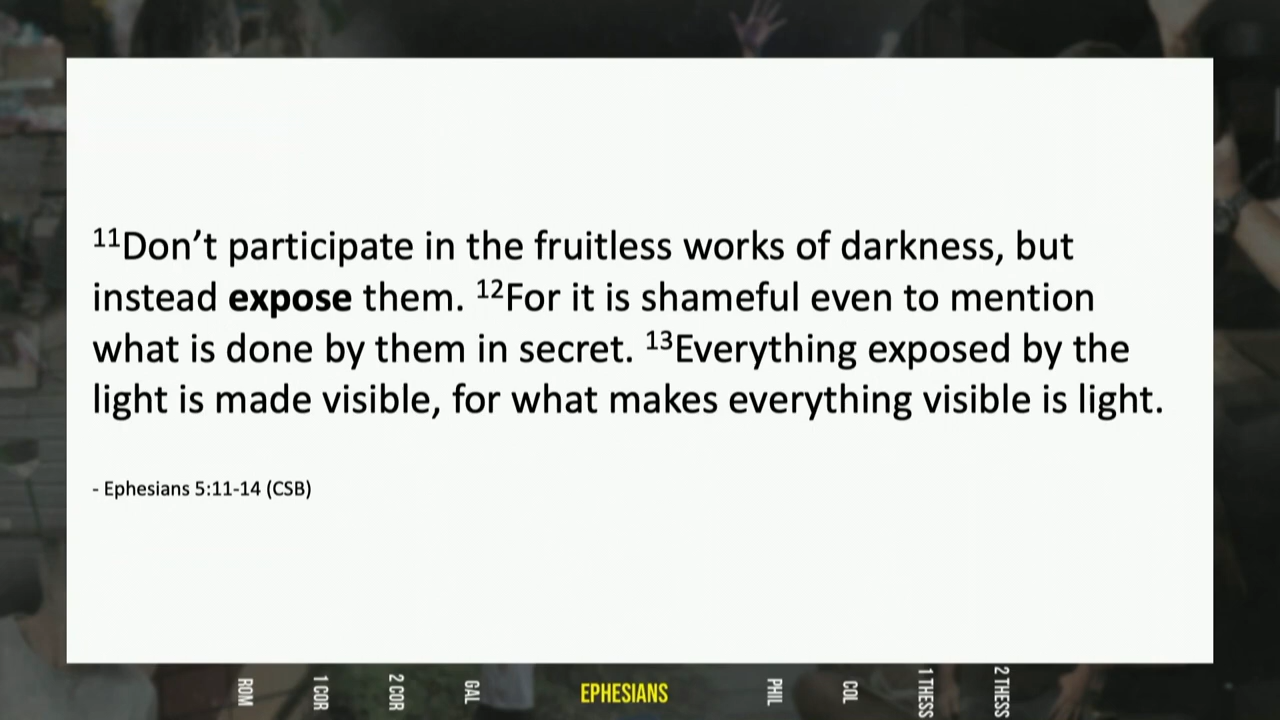 ¹¹Don’t participate in the fruitless works of darkness, but
instead expose them. ¹²For it is shameful even to mention
what is done by them in secret. ¹³Everything exposed by the
light is made visible, for what makes everything visible is light.
- Ephesians 5:11-14 (CSB)
ROM
1 COR
2 COR
GAL
EPHESIANS
PHIL
COL
1 THESS
2 THESS